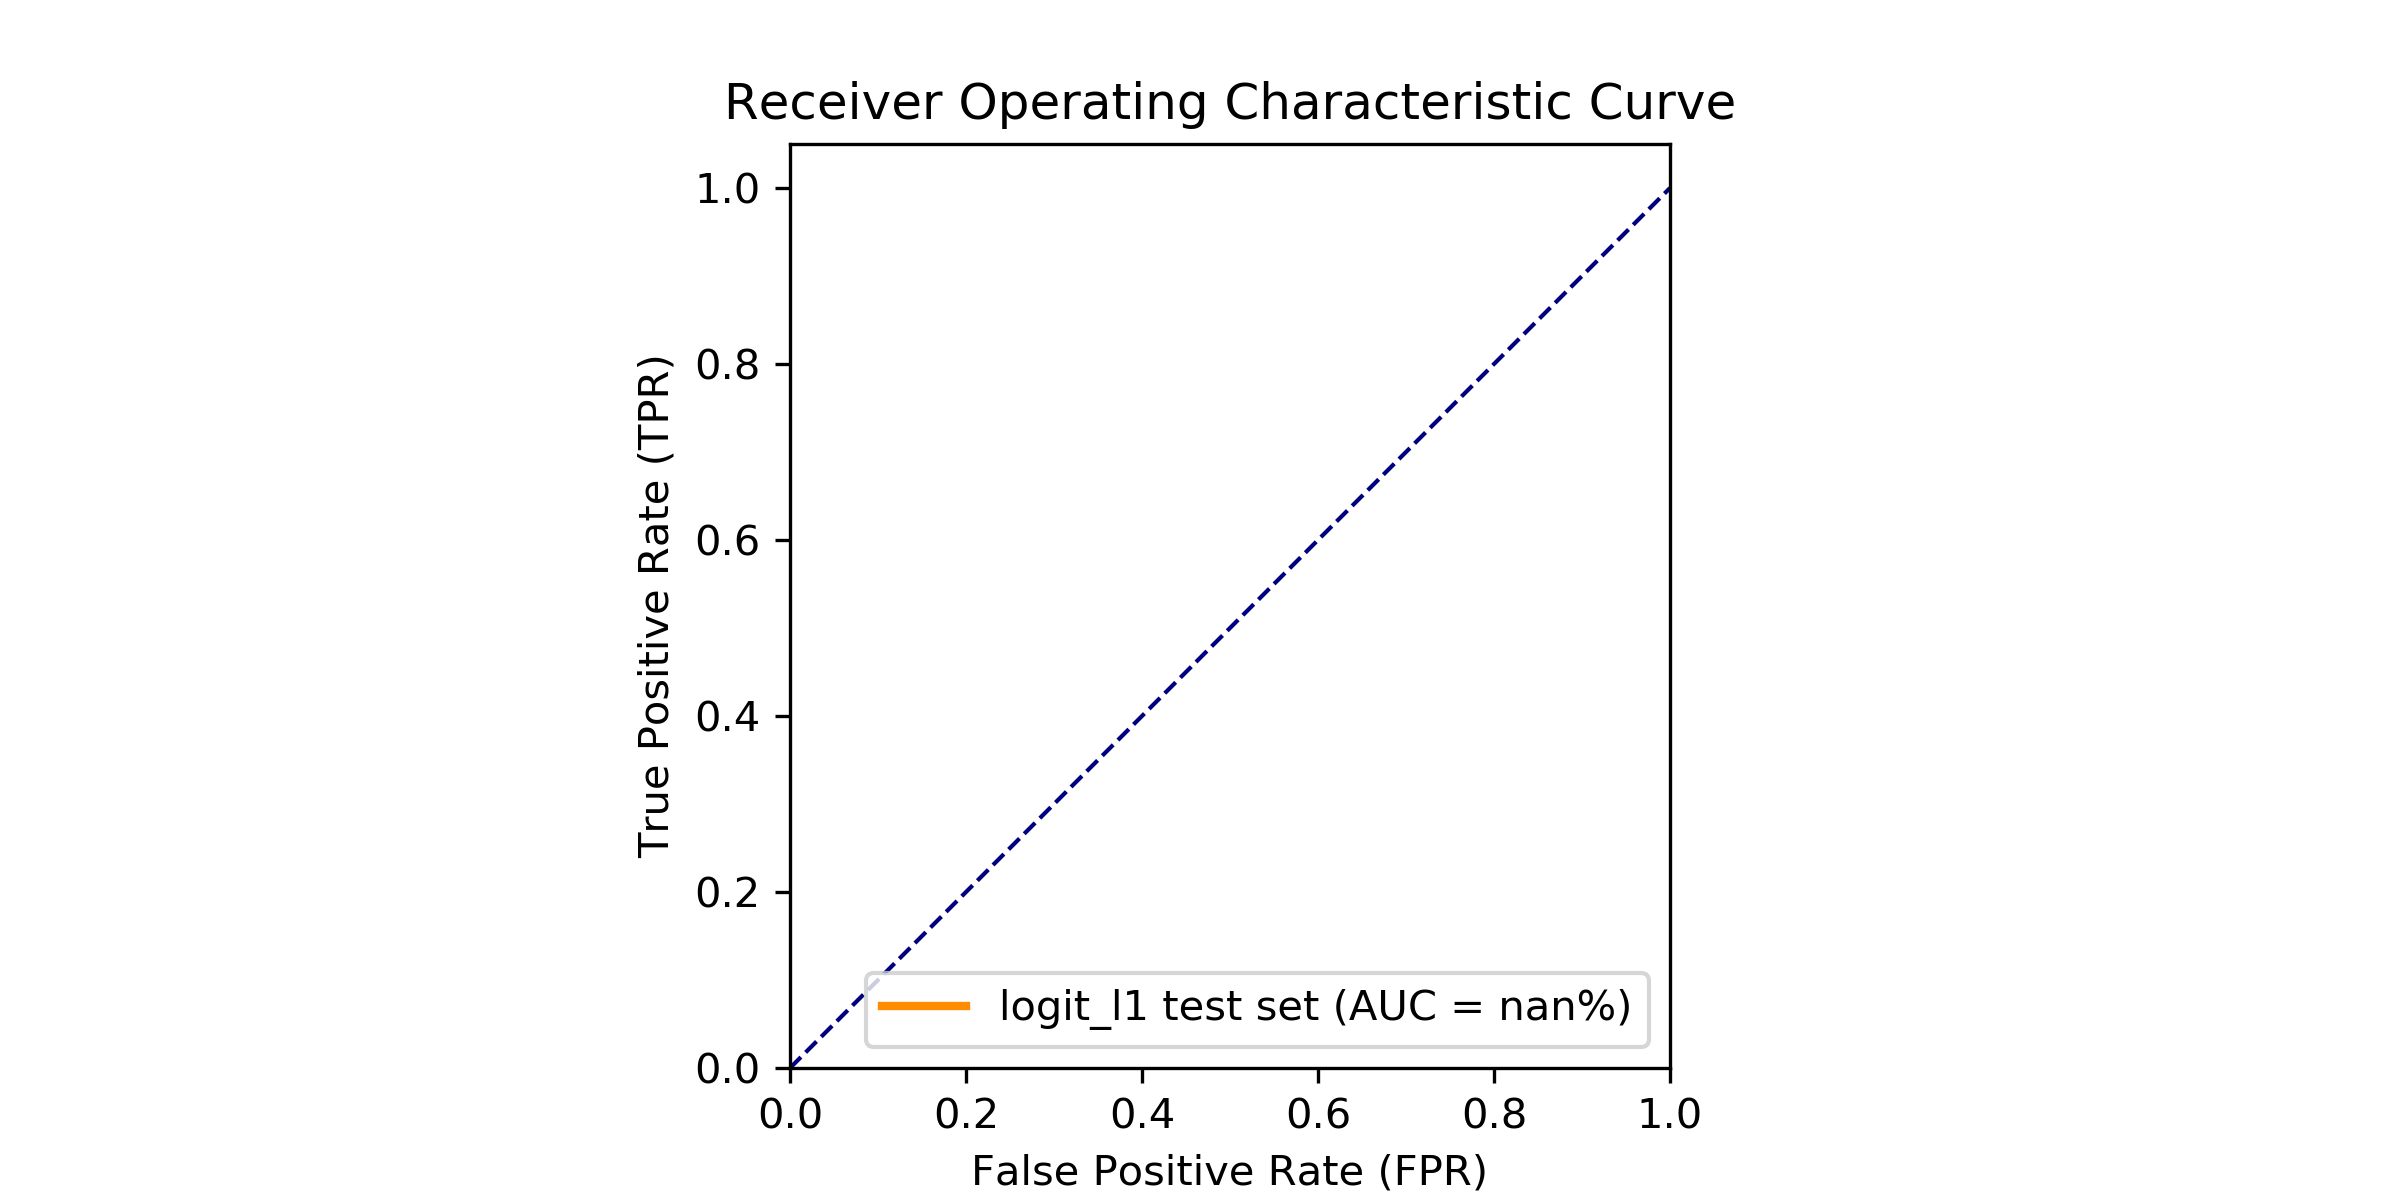 Receiver Operating Characteristic Curve
True Positive Rate (TPR)
1.0
0.8
0.6
0.4
0.2
0.0
logit_l1 test set (AUC = nan%)
0.0 0.2 0.4 0.6 0.8 1.0
False Positive Rate (FPR)